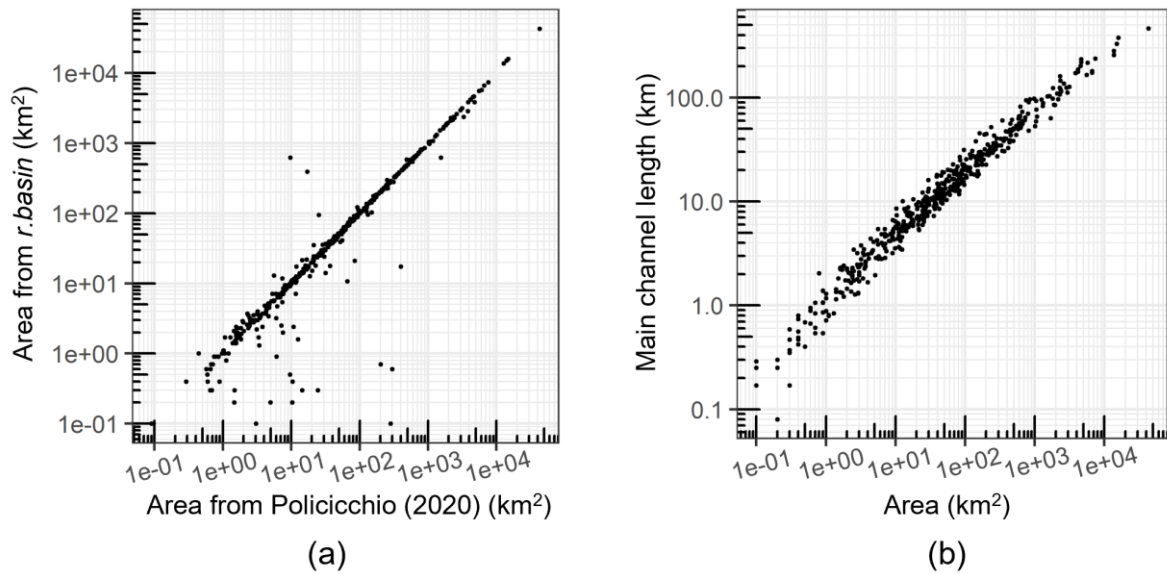 Area from r.basin (km²)
1e+04
1e+03
1e+02
1e+01
1e+00
1e-01
1e-01 1e+00 1e+01 1e+02 1e+03 1e+04
Area from Policicchio (2020) (km²)
(a)
Main channel length (km)
100.0
10.0
1.0
0.1
1e-01 1e+00 1e+01 1e+02 1e+03 1e+04
Area (km²)
(b)